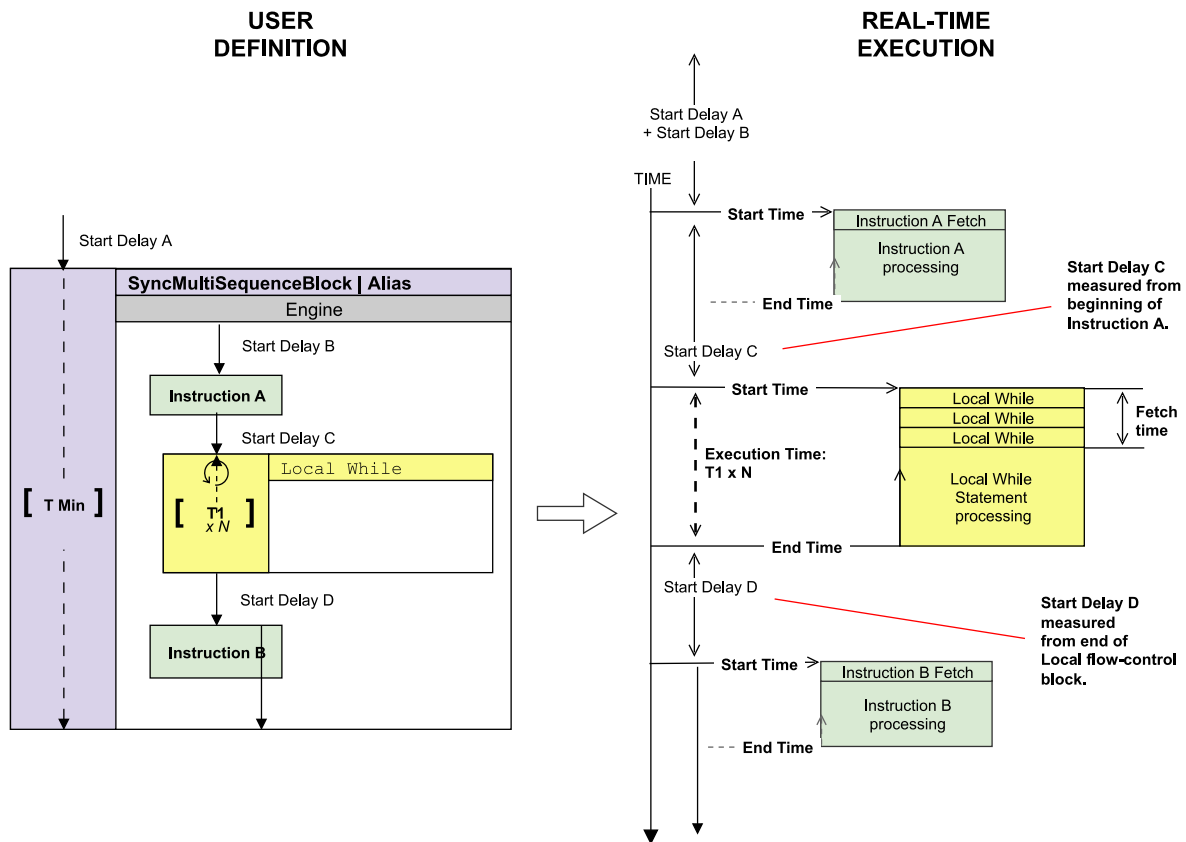 USER
DEFINITION
Start Delay A
SyncMultiSequenceBlock | Alias
Engine
Start Delay B
Instruction A
Start Delay C
Local While
[ T Min ]
[ T1 ]
x N
Start Delay D
Instruction B
REAL-TIME
EXECUTION
Start Delay A
+ Start Delay B
TIME
Start Time
Instruction A Fetch
Instruction A
processing
End Time
Start Delay C
measured from
beginning of
Instruction A.
Start Delay C
Start Time
Local While
Local While
Local While
Fetch
time
Execution Time:
T1 x N
Local While
Statement
processing
End Time
Start Delay D
Start Delay D
measured
from end of
Local flow-control
block.
Start Time
Instruction B Fetch
Instruction B
processing
End Time